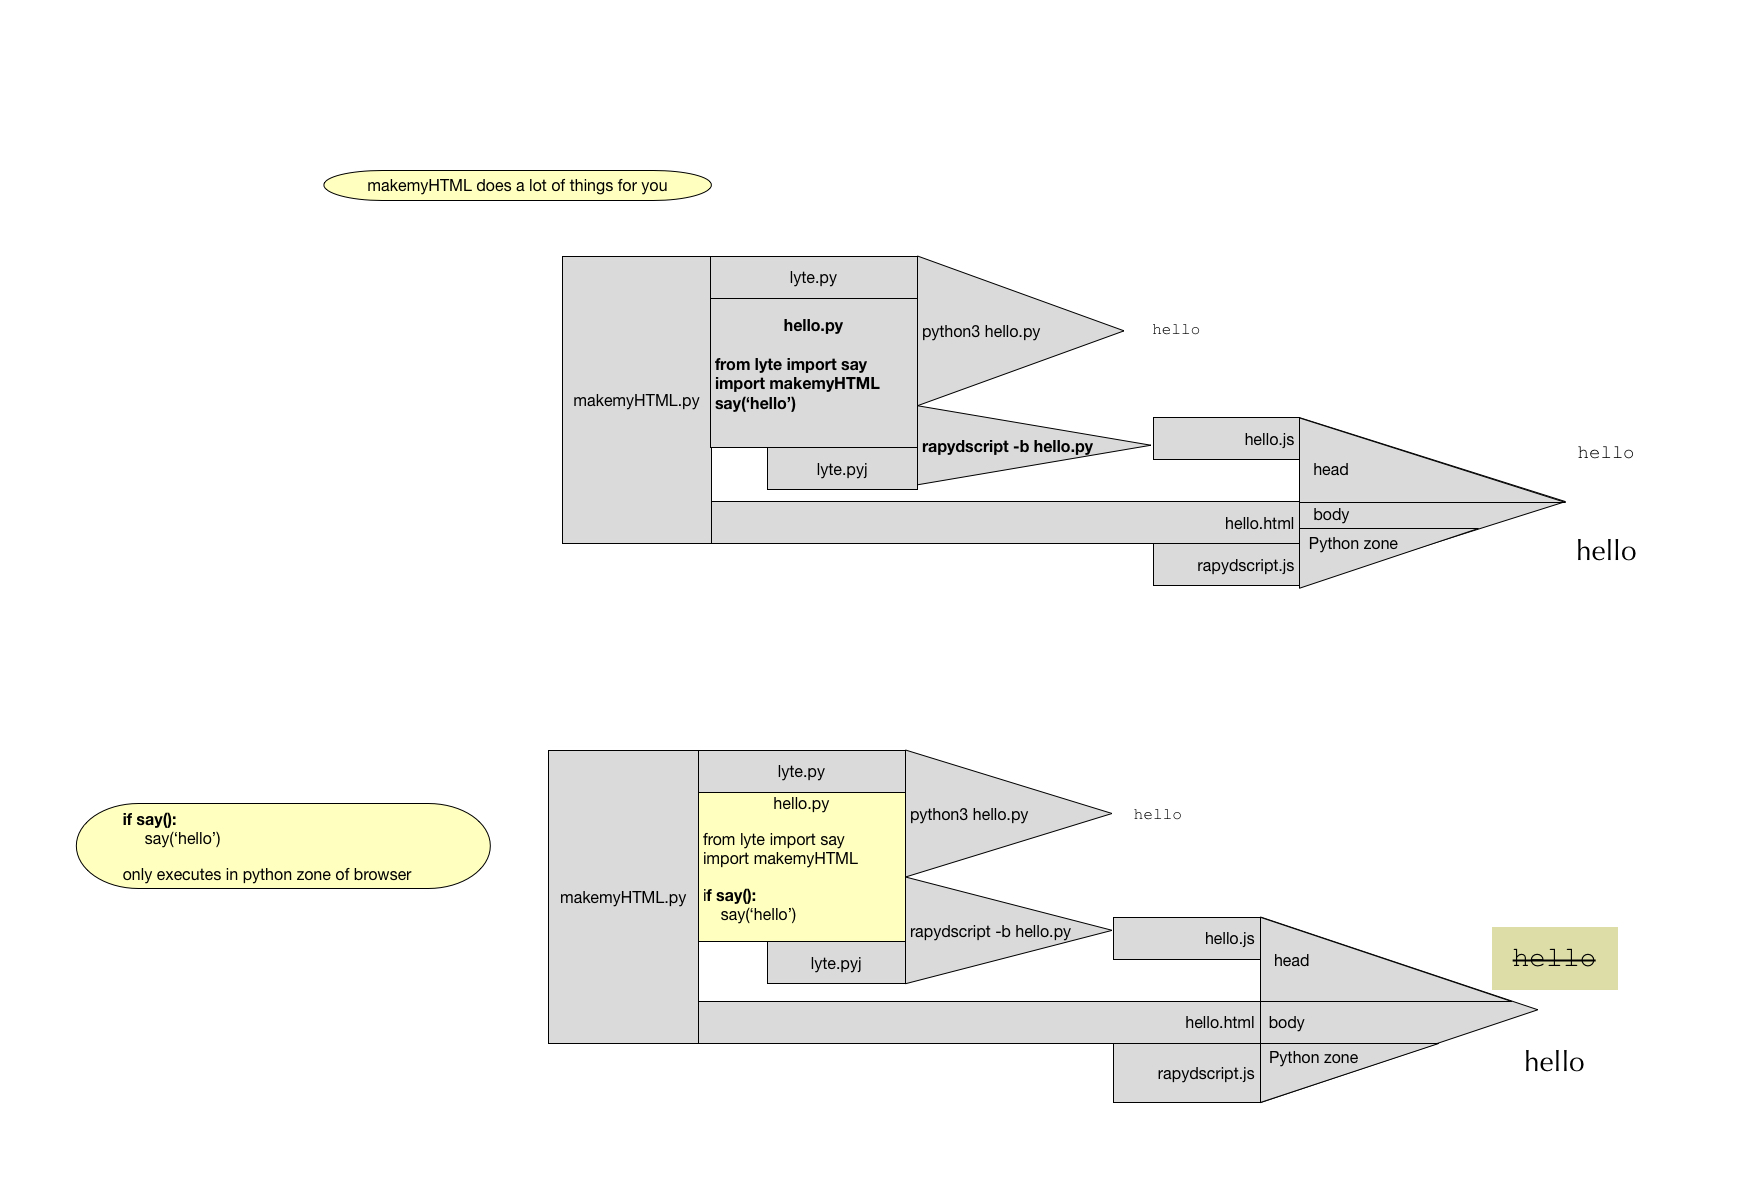 makemyHTML does a lot of things for you
lyte.py
hello.py
from lyte import say
import makemyHTML
say(‘hello’)
makemyHTML.py
lyte.pyj
python3 hello.py
hello
rapydscript -b hello.py
hello.js
head
hello
hello.html
body
Python zone
rapydscript.js
hello
if say():
say(‘hello’)
only executes in python zone of browser
makemyHTML.py
lyte.py
hello.py
from lyte import say
import makemyHTML
if say():
say(‘hello’)
lyte.pyj
python3 hello.py
hello
rapydscript -b hello.py
hello.js
head
hello
hello.html
body
Python zone
rapydscript.js
hello